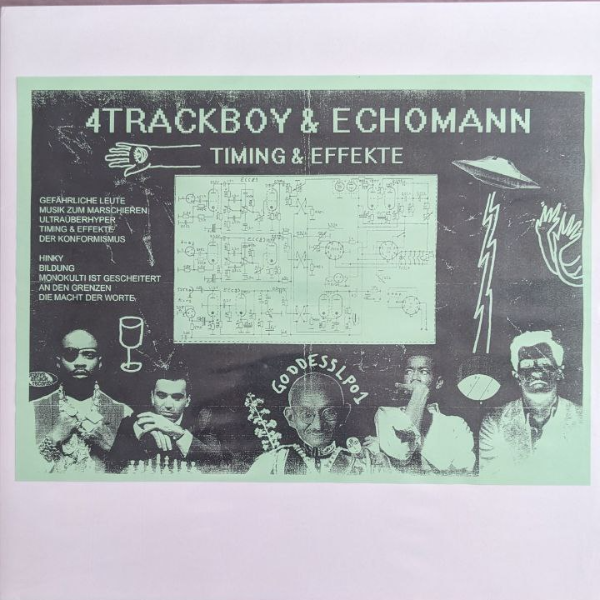 4TRACKBOY & ECHOMANN
TIMING & EFFEKTE
GEFÄHRLICHE LEUTE
MUSIK ZUM MARSCHIEREN
ULTRAÜBERHYPER
TIMING & EFFEKTE
DER KONFORMISMUS
HINKY
BILDUNG
MONOKULTI IST GESCHEITERT
AN DEN GRENZEN
DIE MACHT DER WORTE
GODDESSLP01